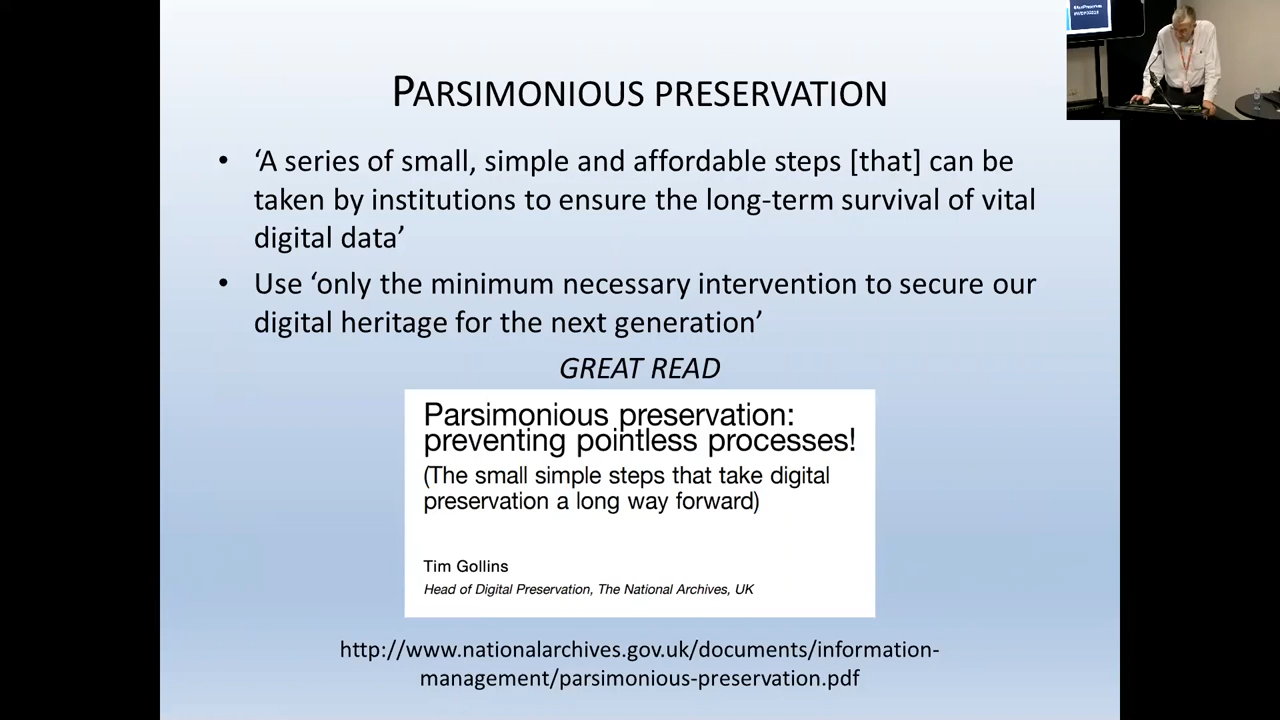 PARSIMONIOUS PRESERVATION
• ‘A series of small, simple and affordable steps [that] can be
taken by institutions to ensure the long-term survival of vital
digital data’
• Use ‘only the minimum necessary intervention to secure our
digital heritage for the next generation’
GREAT READ
Parsimonious preservation:
preventing pointless processes!
(The small simple steps that take digital
preservation a long way forward)
Tim Gollins
Head of Digital Preservation, The National Archives, UK
http://www.nationalarchives.gov.uk/documents/information-
management/parsimonious-preservation.pdf